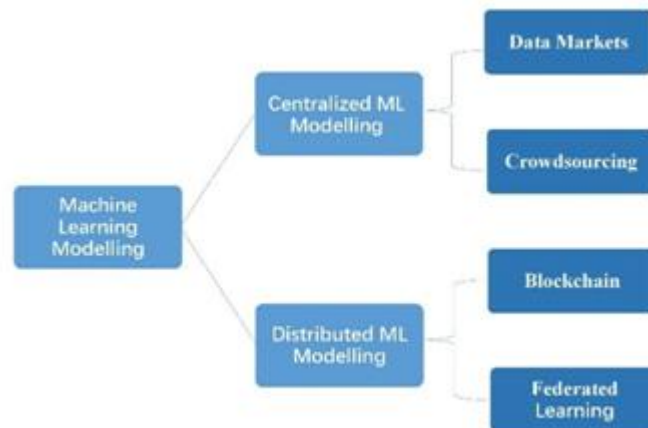 Data Markets
Centralized ML
Modelling
Crowdsourcing
Machine
Learning
Modelling
Blockchain
Distributed ML
Modelling
Federated
Learning